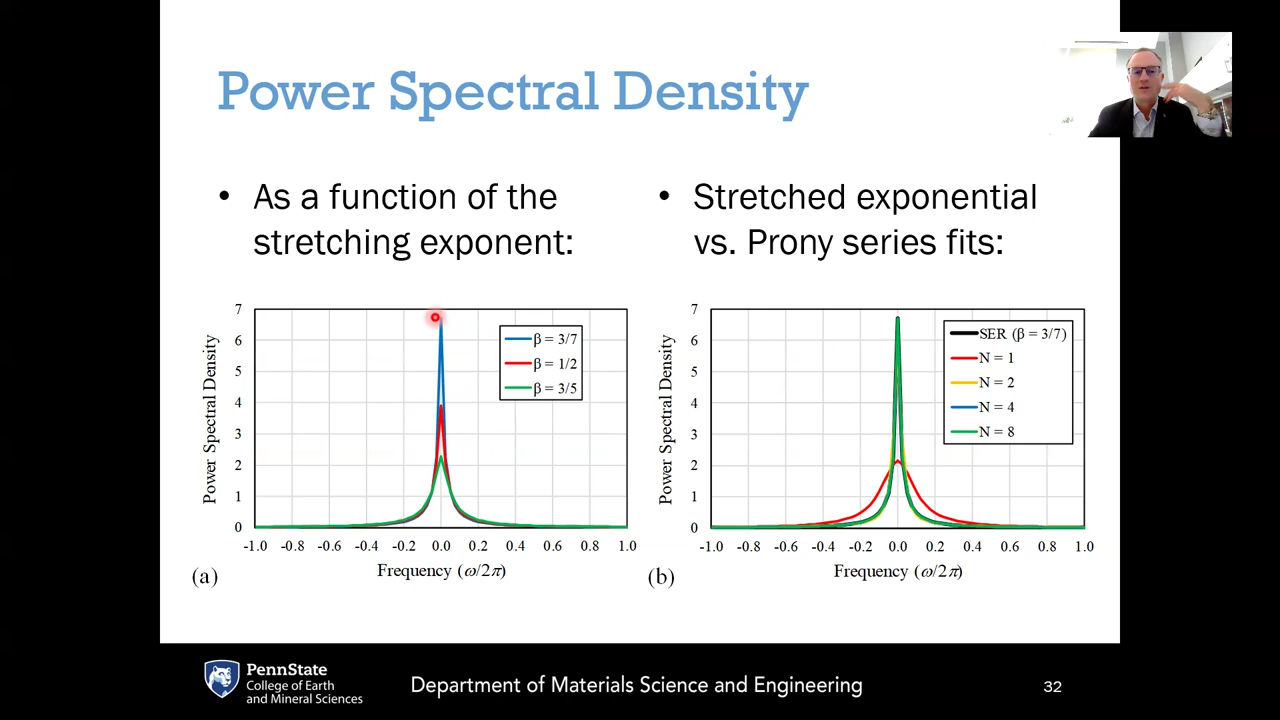 Power Spectral Density
• As a function of the
stretching exponent:
• Stretched exponential
vs. Prony series fits:
Power Spectral Density
7
6
5
4
3
2
1
0
β = 3/7
β = 1/2
β = 3/5
-1.0 -0.8 -0.6 -0.4 -0.2 0.0 0.2 0.4 0.6 0.8 1.0
Frequency (ω/2π)
(a)
Power Spectral Density
7
6
5
4
3
2
1
0
SER (β = 3/7)
N = 1
N = 2
N = 4
N = 8
-1.0 -0.8 -0.6 -0.4 -0.2 0.0 0.2 0.4 0.6 0.8 1.0
Frequency (ω/2π)
(b)
PennState
College of Earth
and Mineral Sciences
Department of Materials Science and Engineering
32